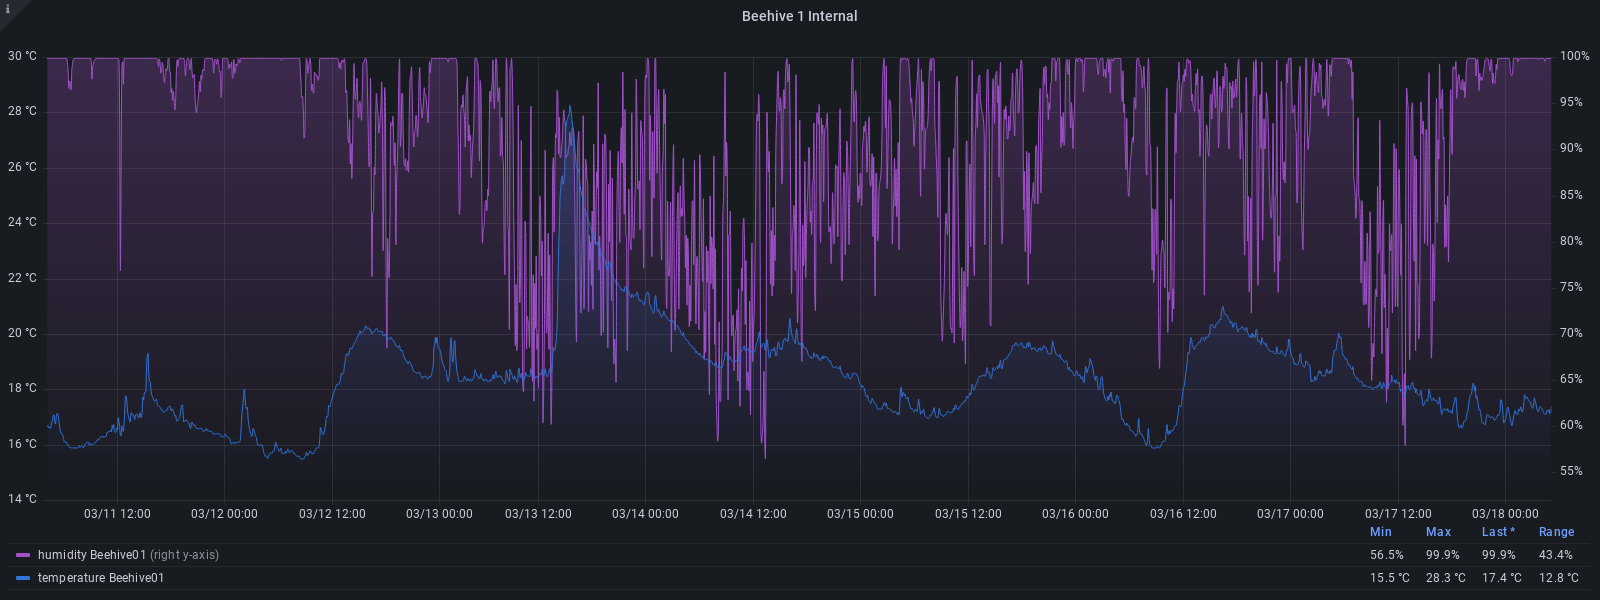 i
Beehive 1 Internal
30 °C 100%
28 °C 95%
26 °C 90%
24 °C 85%
22 °C 80%
20 °C 75%
18 °C 70%
16 °C 65%
14 °C 60%
55%
03/11 12:00 03/12 00:00 03/12 12:00 03/13 00:00 03/13 12:00 03/14 00:00 03/14 12:00 03/15 00:00 03/15 12:00 03/16 00:00 03/16 12:00 03/17 00:00 03/17 12:00 03/18 00:00
Min Max Last * Range
humidity Beehive01 (right y-axis) 56.5% 99.9% 99.9% 43.4%
temperature Beehive01 15.5 °C 28.3 °C 17.4 °C 12.8 °C